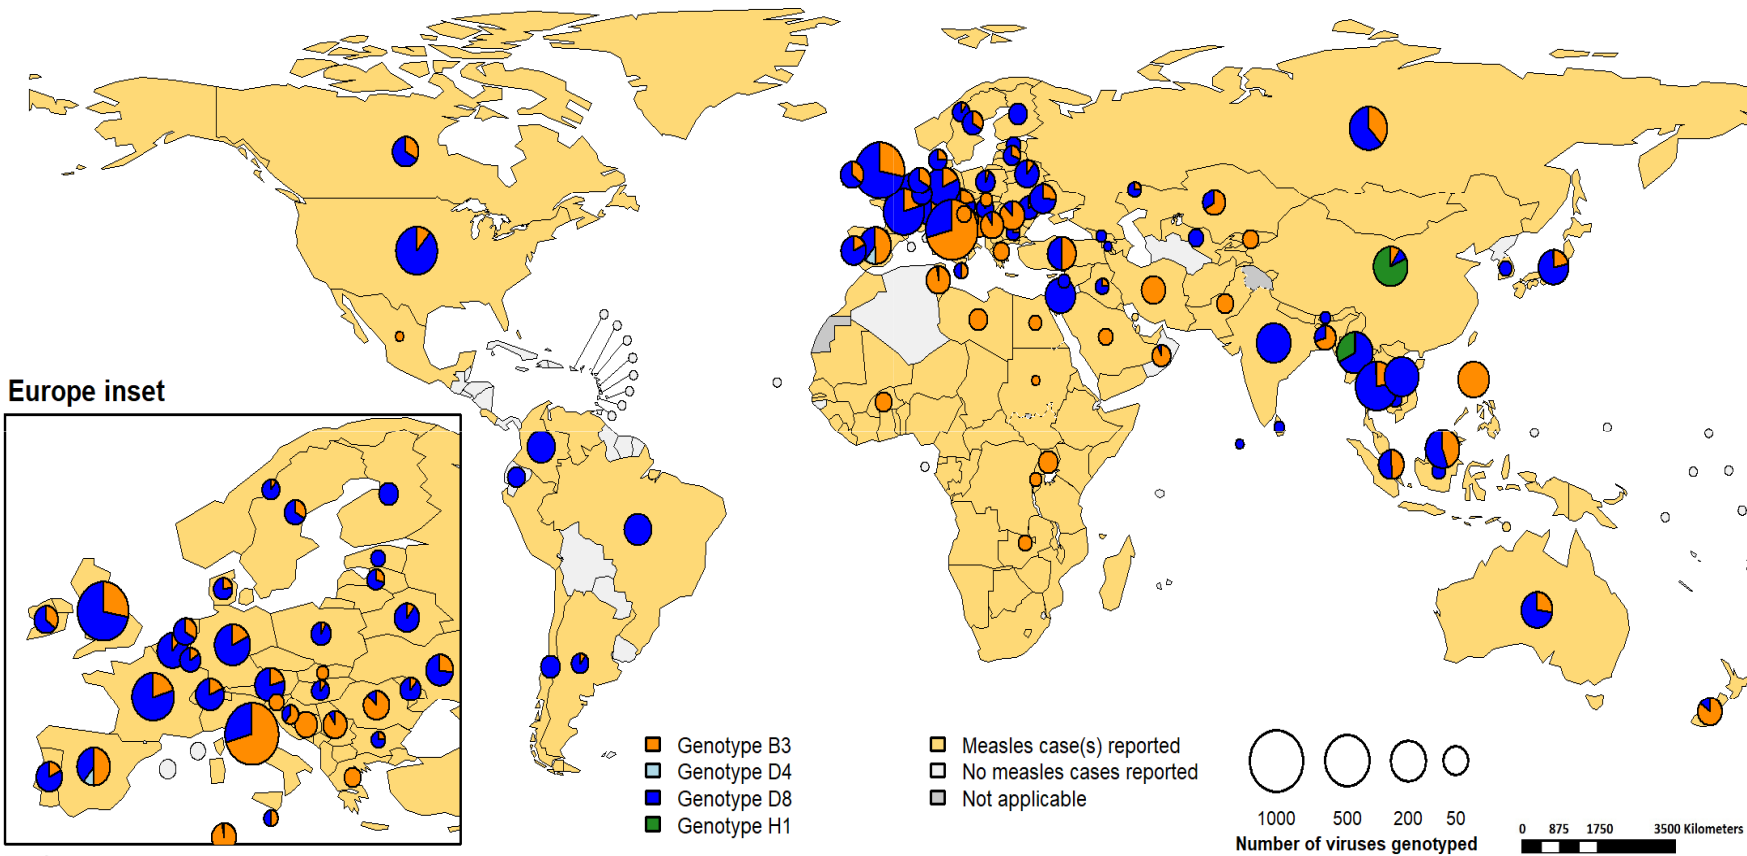 Europe inset
Genotype B3
Genotype D4
Genotype D8
Genotype H1
Measles case(s) reported
No measles cases reported
Not applicable
1000 500 200 50
Number of viruses genotyped
0 875 1750 3500 Kilometers